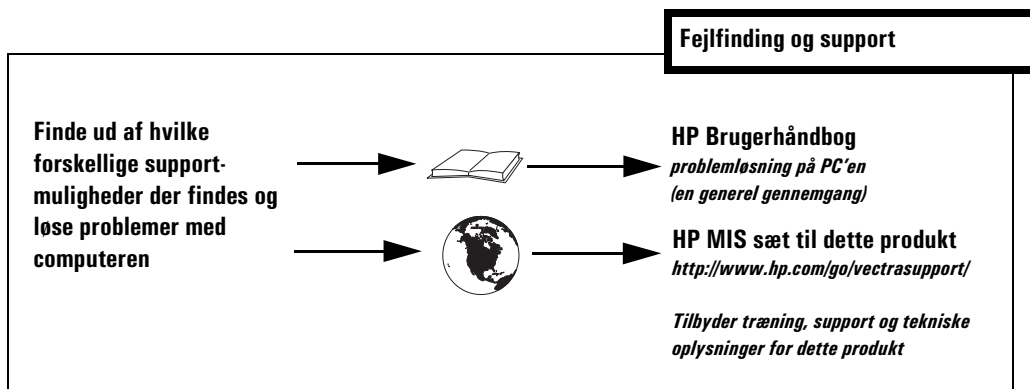 Fejlfinding og support
Finde ud af hvilke
forskellige support-
muligheder der findes og
løse problemer med
computeren
HP Brugerhåndbog
problemløsning på PC'en
(en generel gennemgang)
HP MIS sæt til dette produkt
http://www.hp.com/go/vectrasupport/
Tilbyder træning, support og tekniske
oplysninger for dette produkt